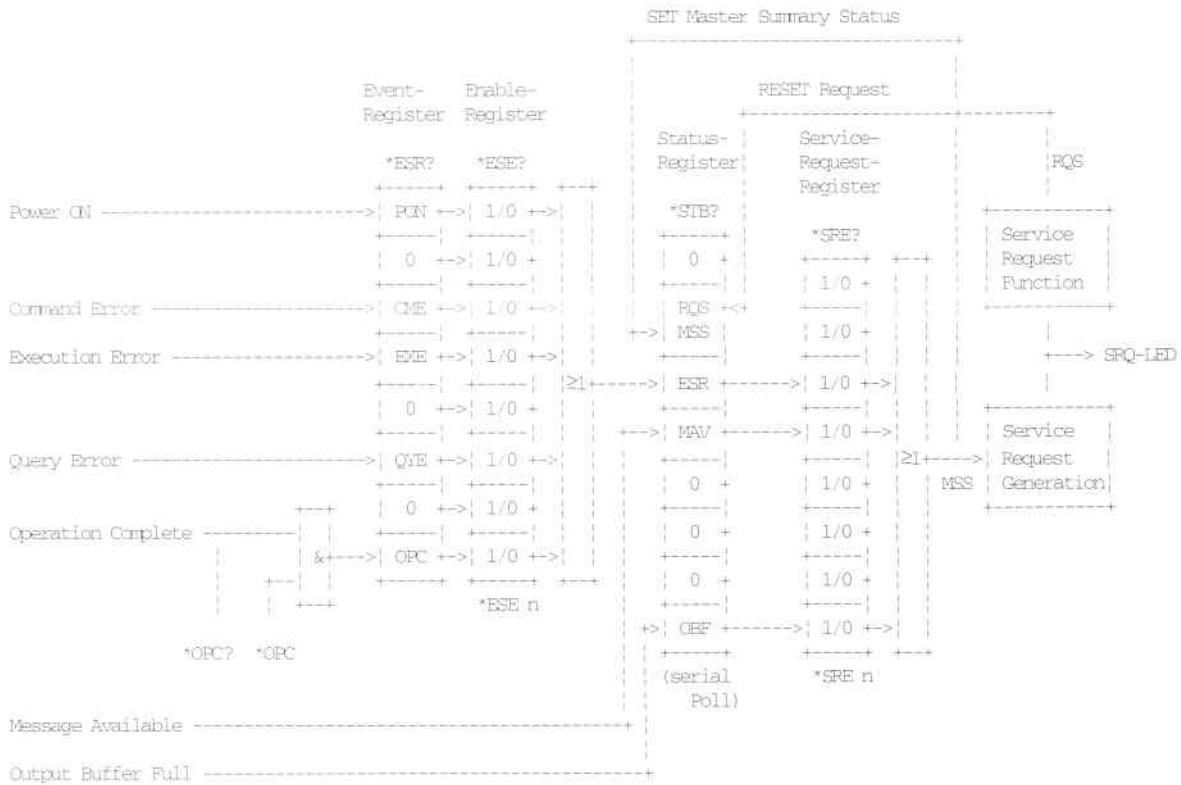 SET Master Summary Status
Event- Enable- RESET Request
Register Register
Status- Service-
*ESR? *ESE? Register Request- RQS
Register
Power ON PON 1/0 *STB? Service
*SRE?
0 1/0 0 Request
1/0 Function
Command Error CME 1/0 RQS
MSS 1/0
Execution Error EXE 1/0 SRQ-LED
≥1 ESR 1/0
0 1/0
MAV 1/0 Service
Query Error QYE 1/0 ≥1 Request
0 1/0 MSS Generation
0 1/0
Operation Complete 0 1/0
& OPC 1/0
0 1/0
*ESE n
OBF 1/0
*OPC? *OPC
(serial *SRE n
Poll)
Message Available
Output Buffer Full